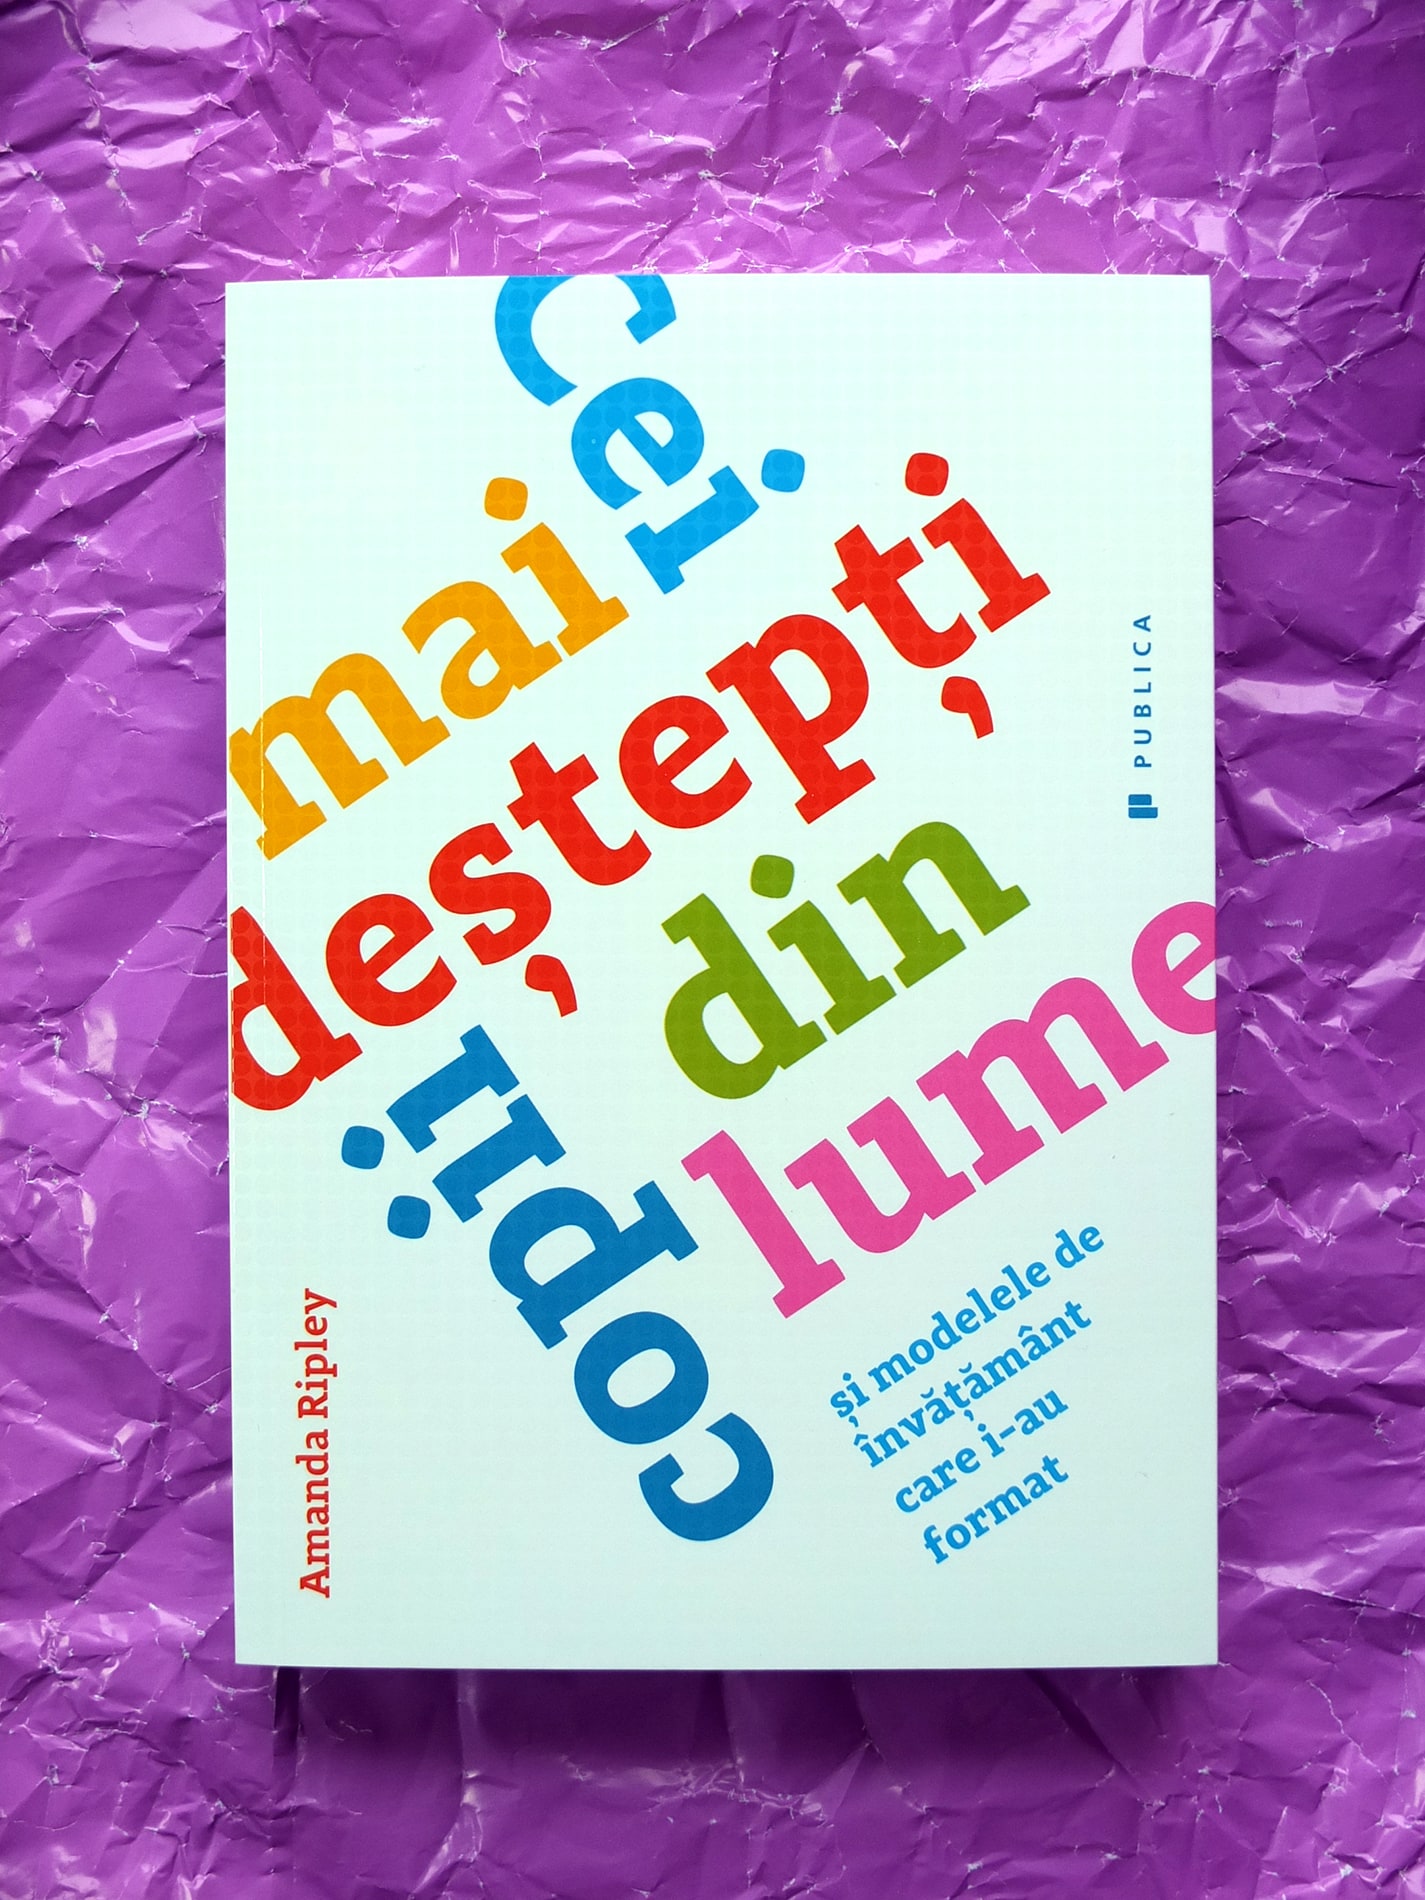 Cei
mai
deștepți
copii
din
lume
și modelele de
învățământ
care i-au
format
Amanda Ripley
PUBLICA